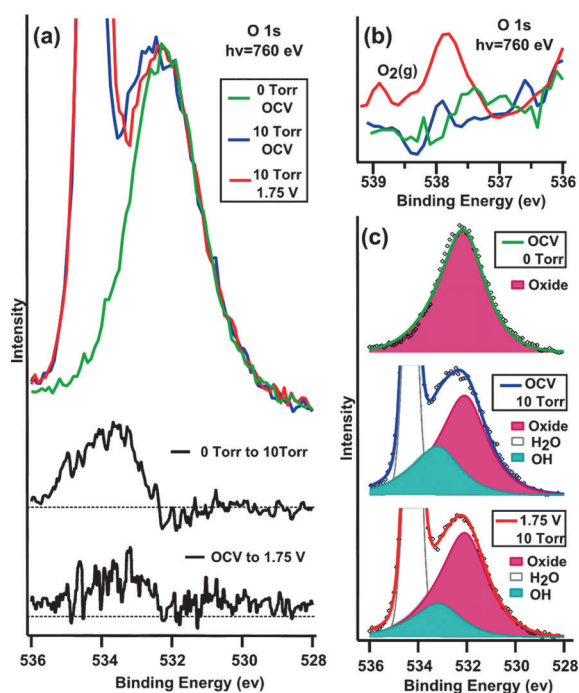 (a)
O 1s
hv=760 eV
0 Torr
OCV
10 Torr
OCV
10 Torr
1.75 V
Intensity
0 Torr to 10Torr
OCV to 1.75 V
536 534 532 530 528
Binding Energy (ev)
(b)
O 1s
hv=760 eV
O2(g)
539 538 537 536
Binding Energy (ev)
(c)
OCV
0 Torr
Oxide
OCV
10 Torr
Oxide
H2O
OH
1.75 V
10 Torr
Oxide
H2O
OH
Intensity
536 534 532 530 528
Binding Energy (ev)